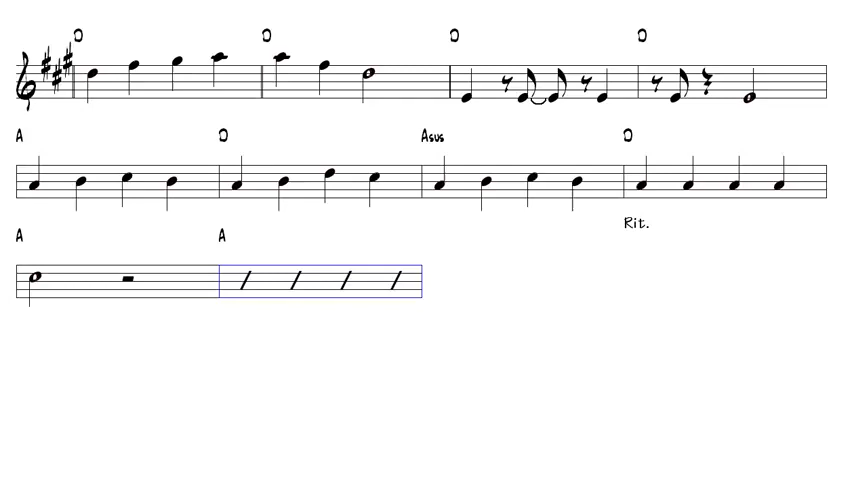 D D D D
A D Asus D
Rit.
A A